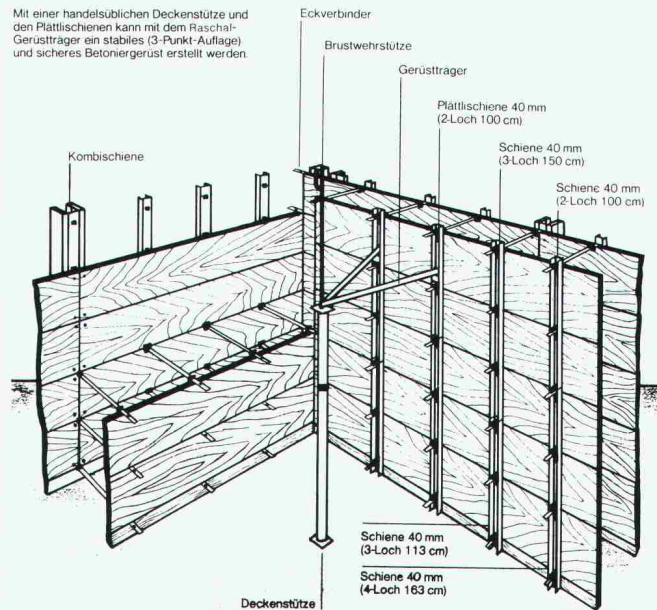 Mit einer handelsüblichen Deckenstütze und
den Plättlischienen kann mit dem Raschal-
Gerüstträger ein stabiles (3-Punkt-Auflage)
und sicheres Betoniergerüst erstellt werden.
Eckverbinder
Brustwehrstütze
Gerüstträger
Plättlischiene 40 mm
(2-Loch 100 cm)
Schiene 40 mm
(3-Loch 150 cm)
Schiene 40 mm
(2-Loch 100 cm)
Kombischiene
Schiene 40 mm
(3-Loch 113 cm)
Schiene 40 mm
(4-Loch 163 cm)
Deckenstütze